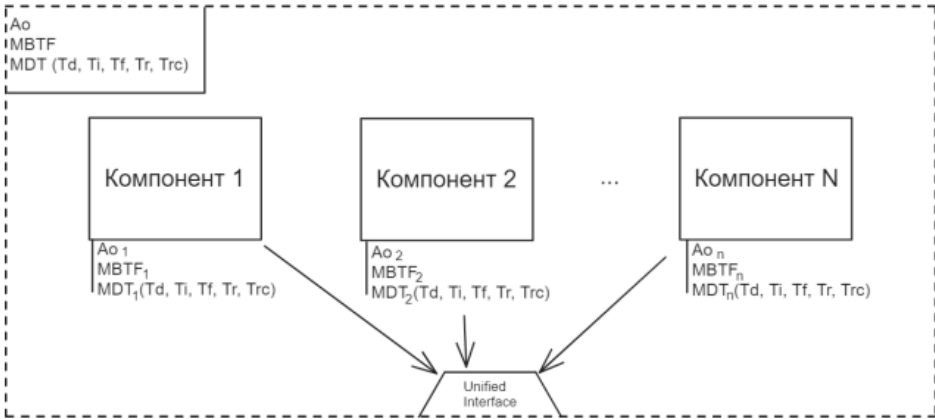 Ao
MBTF
MDT (Td, Ti, Tf, Tr, Trc)
Компонент 1
Компонент 2
...
Компонент N
Ao 1
MBTF1
MDT1(Td, Ti, Tf, Tr, Trc)
Ao 2
MBTF2
MDT2(Td, Ti, Tf, Tr, Trc)
Ao n
MBTFn
MDTn(Td, Ti, Tf, Tr, Trc)
Unified
Interface